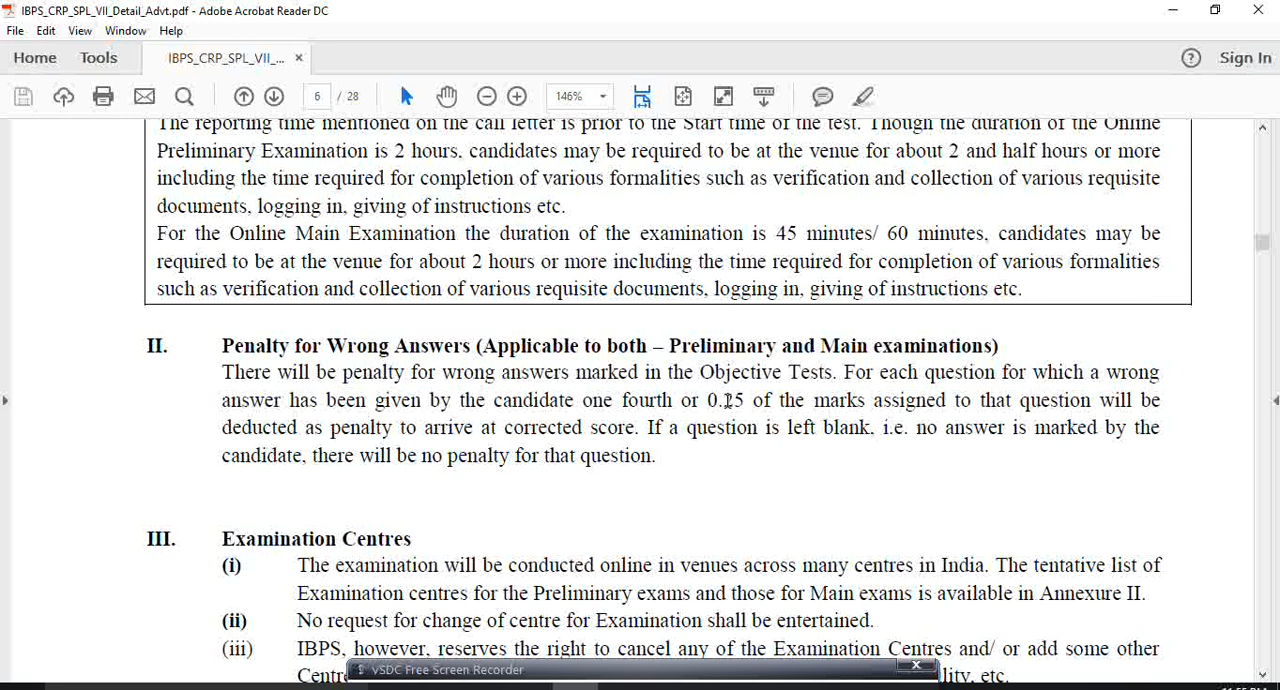 IBPS_CRP_SPL_VII_Detail_Advt.pdf - Adobe Acrobat Reader DC
File Edit View Window Help
Home Tools IBPS_CRP_SPL_VII_... × Sign In
6 / 28 146%
The reporting time mentioned on the call letter is prior to the Start time of the test. Though the duration of the Online
Preliminary Examination is 2 hours, candidates may be required to be at the venue for about 2 and half hours or more
including the time required for completion of various formalities such as verification and collection of various requisite
documents, logging in, giving of instructions etc.
For the Online Main Examination the duration of the examination is 45 minutes/ 60 minutes, candidates may be
required to be at the venue for about 2 hours or more including the time required for completion of various formalities
such as verification and collection of various requisite documents, logging in, giving of instructions etc.
II. Penalty for Wrong Answers (Applicable to both – Preliminary and Main examinations)
There will be penalty for wrong answers marked in the Objective Tests. For each question for which a wrong
answer has been given by the candidate one fourth or 0.25 of the marks assigned to that question will be
deducted as penalty to arrive at corrected score. If a question is left blank, i.e. no answer is marked by the
candidate, there will be no penalty for that question.
III. Examination Centres
(i) The examination will be conducted online in venues across many centres in India. The tentative list of
Examination centres for the Preliminary exams and those for Main exams is available in Annexure II.
(ii) No request for change of centre for Examination shall be entertained.
(iii) IBPS, however, reserves the right to cancel any of the Examination Centres and/ or add some other
VSDC Free Screen Recorder
etc.